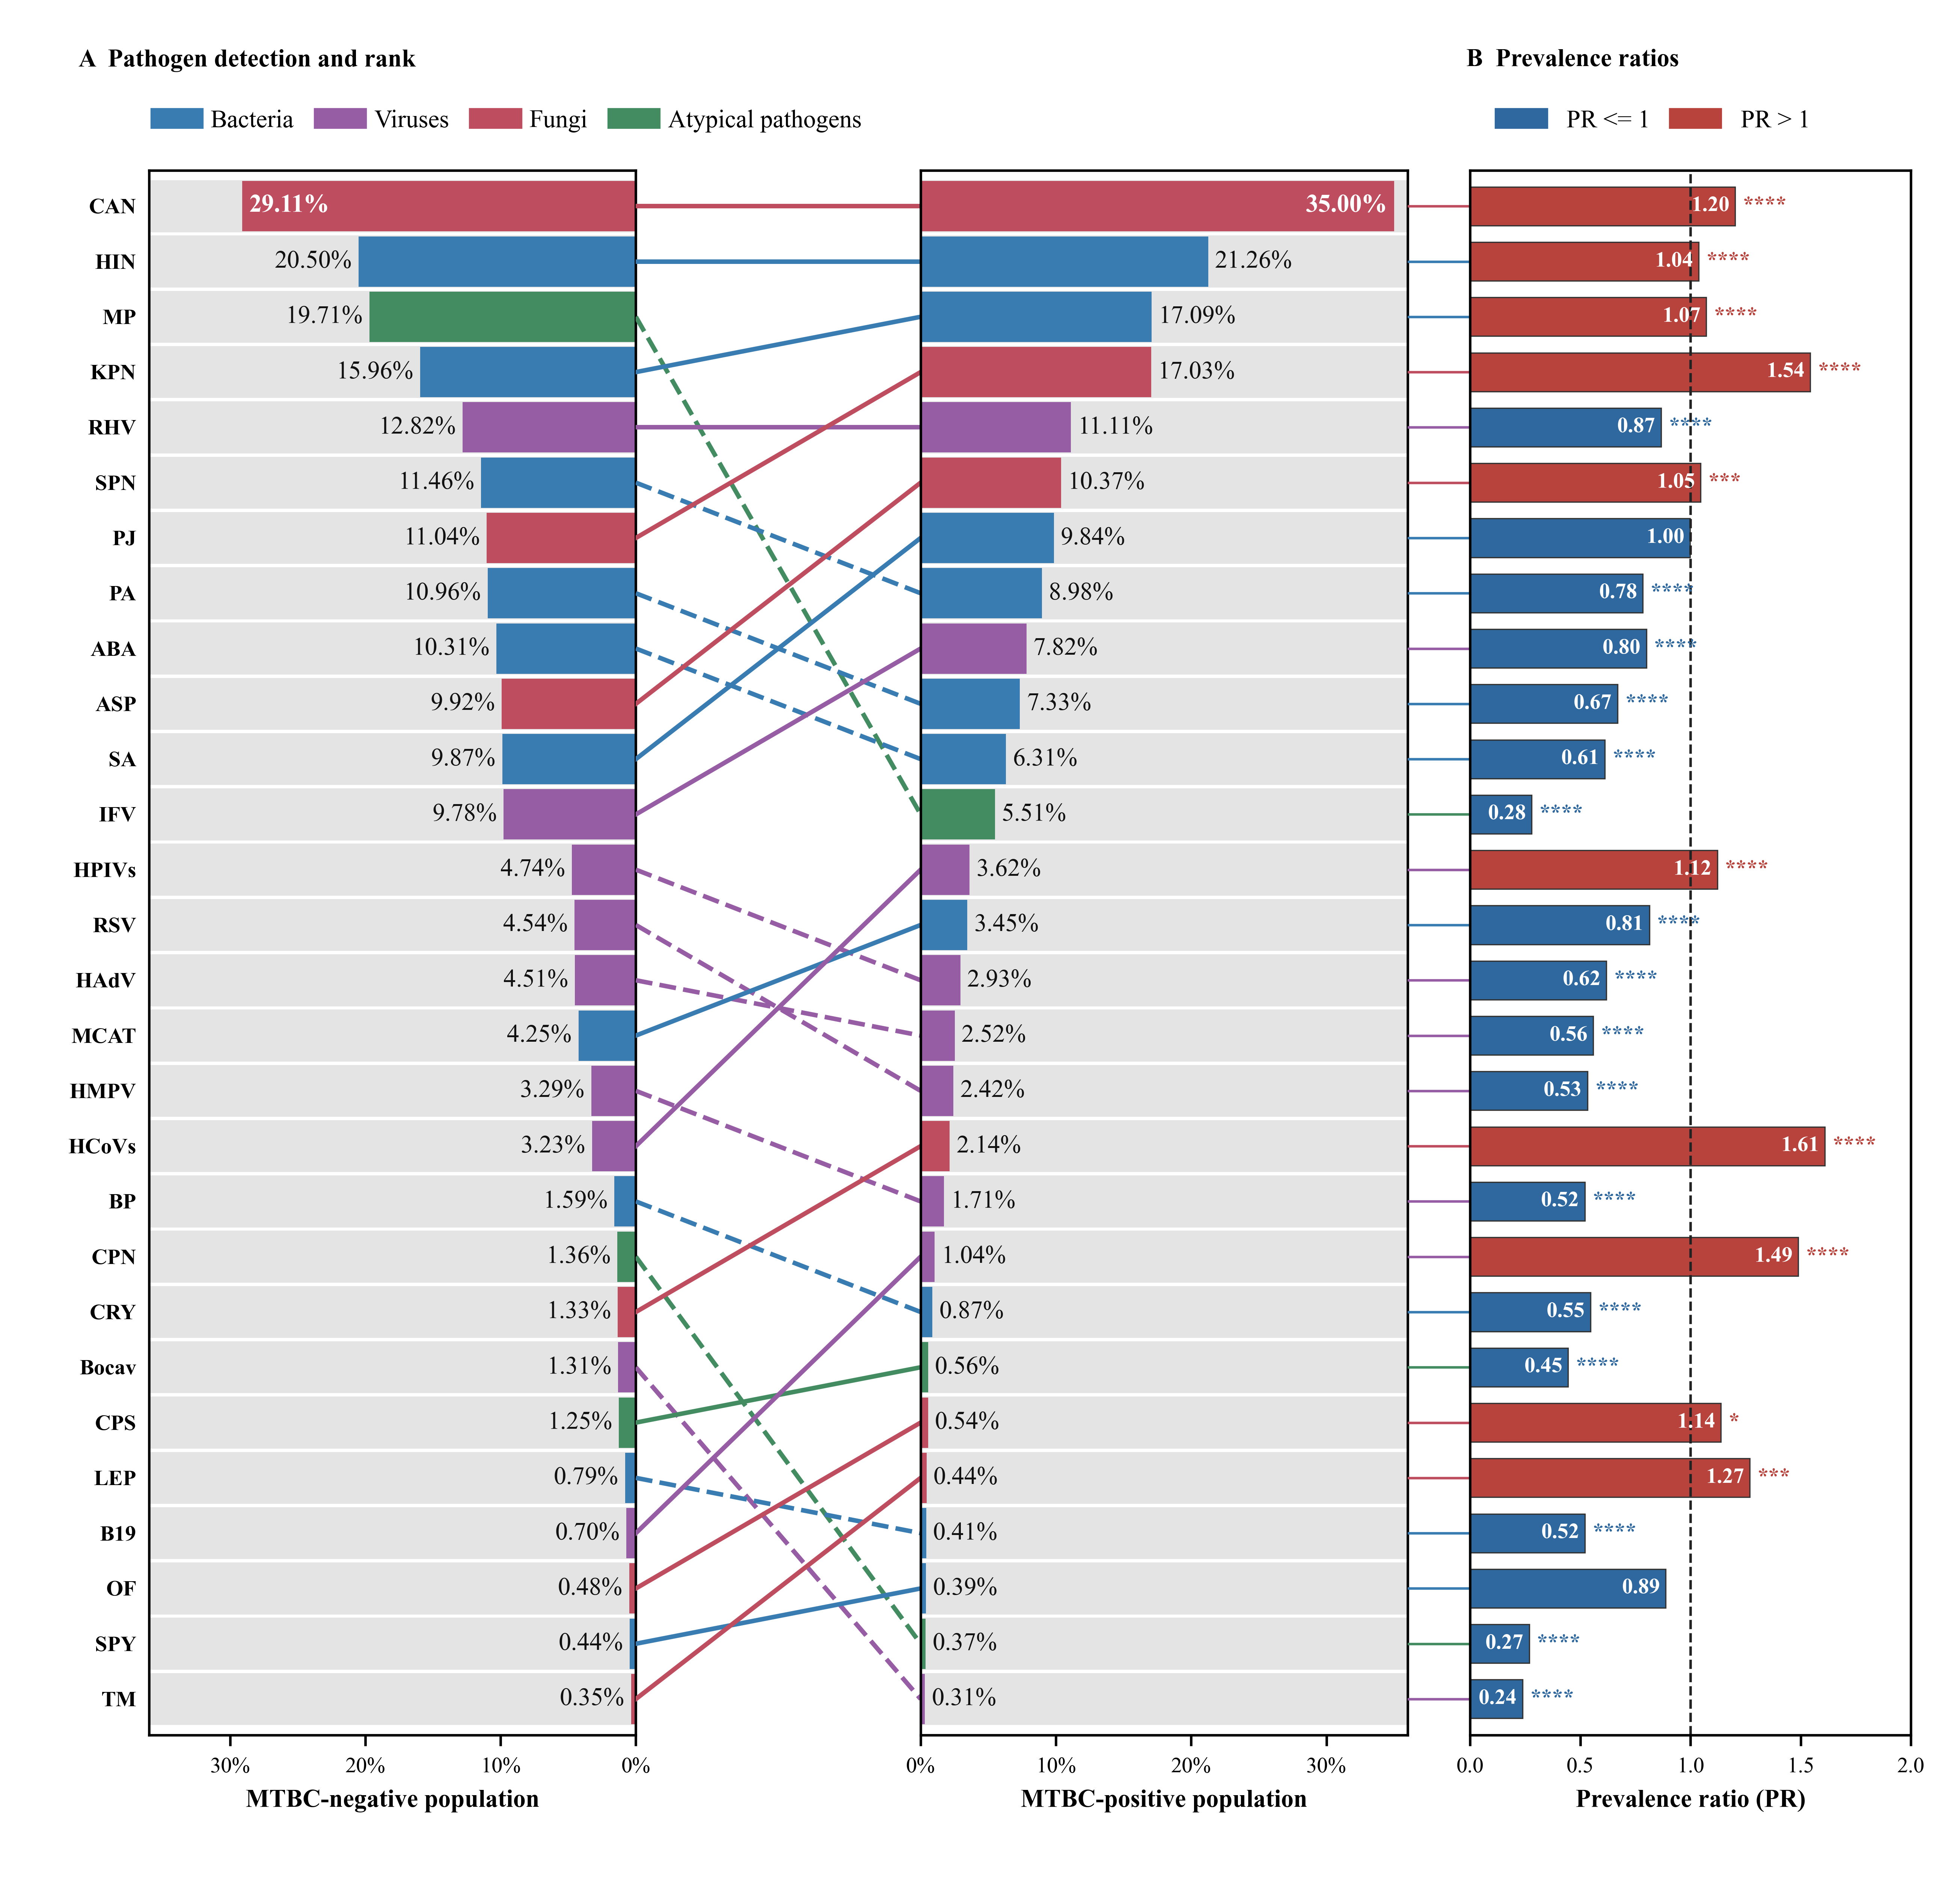 A Pathogen detection and rank
B Prevalence ratios
Bacteria Viruses Fungi Atypical pathogens
PR <= 1 PR > 1
CAN 29.11% 35.00% 1.20 ****
HIN 20.50% 21.26% 1.04 ****
MP 19.71% 17.09% 1.07 ****
KPN 15.96% 17.03% 1.54 ****
RHV 12.82% 11.11% 0.87 ****
SPN 11.46% 10.37% 1.05 ***
PJ 11.04% 9.84% 1.00
PA 10.96% 8.98% 0.78 ****
ABA 10.31% 7.82% 0.80 ****
ASP 9.92% 7.33% 0.67 ****
SA 9.87% 6.31% 0.61 ****
IFV 9.78% 5.51% 0.28 ****
HPIVs 4.74% 3.62% 1.12 ****
RSV 4.54% 3.45% 0.81 ****
HAdV 4.51% 2.93% 0.62 ****
MCAT 4.25% 2.52% 0.56 ****
HMPV 3.29% 2.42% 0.53 ****
HCoVs 3.23% 2.14% 1.61 ****
BP 1.59% 1.71% 0.52 ****
CPN 1.36% 1.04% 1.49 ****
CRY 1.33% 0.87% 0.55 ****
Bocav 1.31% 0.56% 0.45 ****
CPS 1.25% 0.54% 1.14 *
LEP 0.79% 0.44% 1.27 ***
B19 0.70% 0.41% 0.52 ****
OF 0.48% 0.39% 0.89
SPY 0.44% 0.37% 0.27 ****
TM 0.35% 0.31% 0.24 ****
30% 20% 10% 0% 0% 10% 20% 30% 0.0 0.5 1.0 1.5 2.0
MTBC-negative population MTBC-positive population Prevalence ratio (PR)